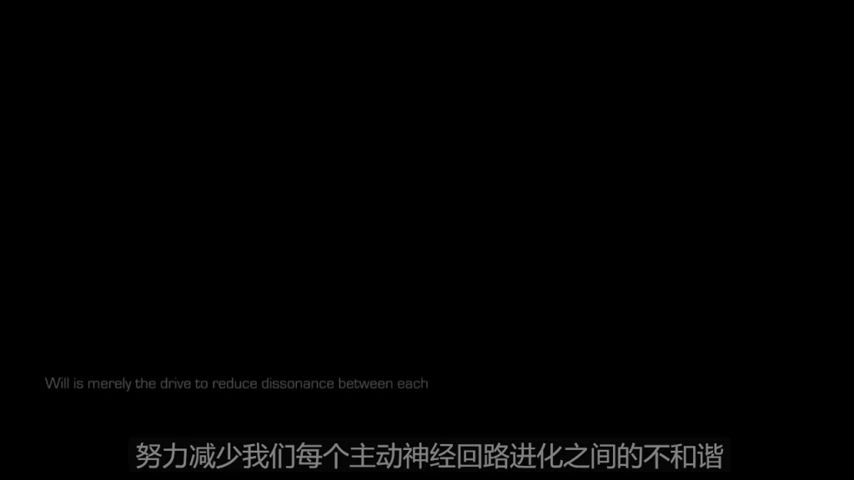 Will is merely the drive to reduce dissonance between each
努力减少我们每个主动神经回路进化之间的不和谐